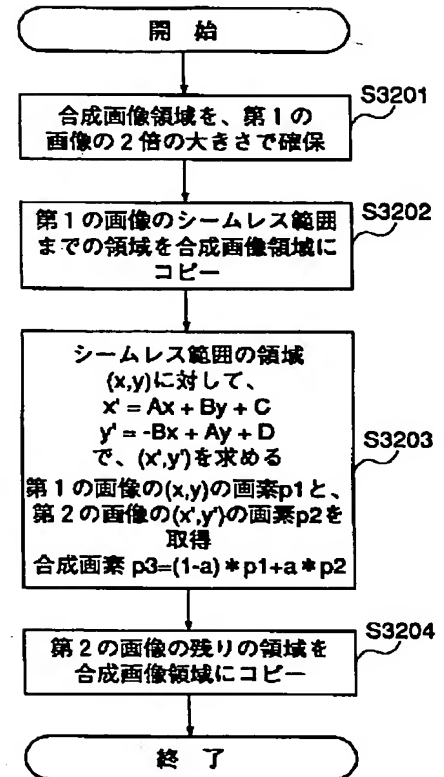 開 始
S3201
合成画像領域を、第1の
画像の2倍の大きさで確保
S3202
第1の画像のシームレス範囲
までの領域を合成画像領域に
コピー
S3203
シームレス範囲の領域
(x,y)に対して、
x' = Ax + By + C
y' = -Bx + Ay + D
で、(x',y')を求める
第1の画像の(x,y)の画素p1と、
第2の画像の(x',y')の画素p2を
取得
合成画素 p3=(1-a)*p1+a*p2
S3204
第2の画像の残りの領域を
合成画像領域にコピー
終 了